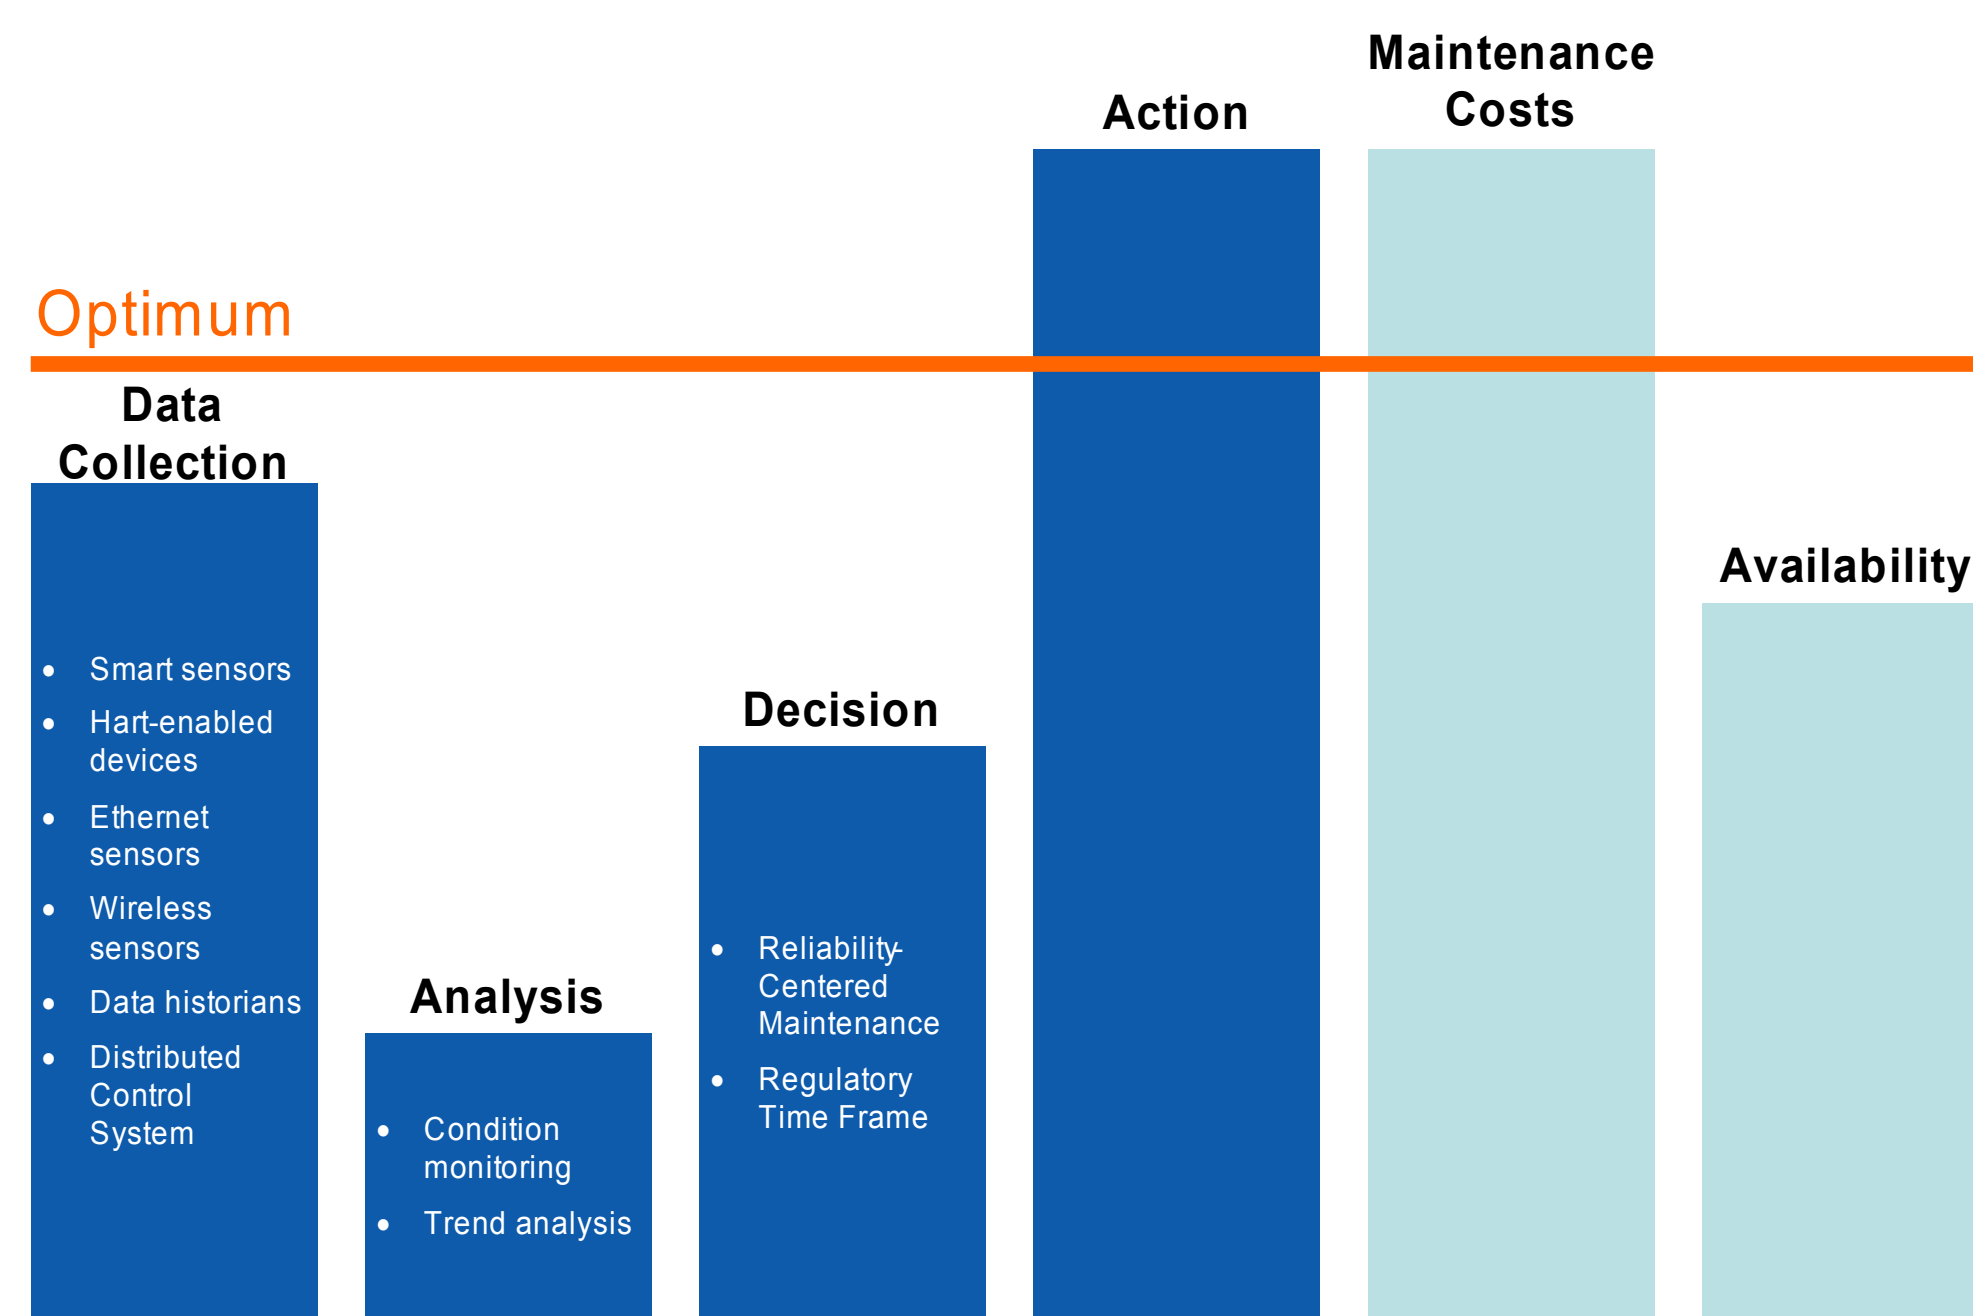 Maintenance
Costs
Action
Optimum
Data
Collection
• Smart sensors
• Hart-enabled
devices
• Ethernet
sensors
• Wireless
sensors
• Data historians
• Distributed
Control
System
Analysis
• Condition
monitoring
• Trend analysis
Decision
• Reliability-
Centered
Maintenance
• Regulatory
Time Frame
Availability